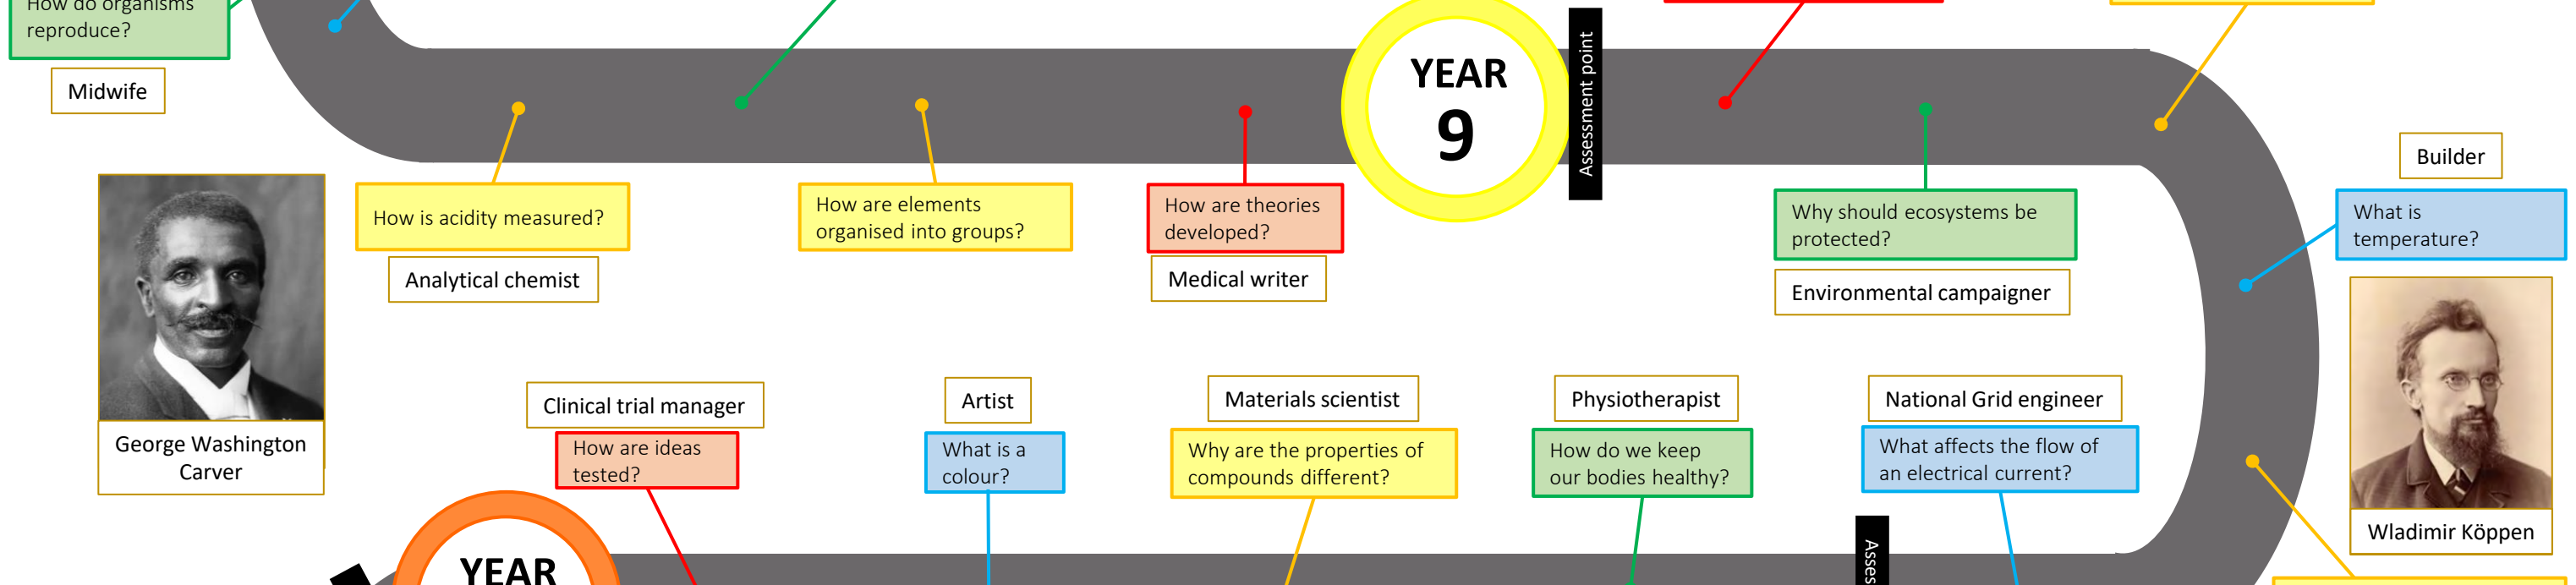 How do organisms
reproduce?
Midwife
YEAR
9
Assessment point
Builder
How is acidity measured?
Analytical chemist
How are elements
organised into groups?
How are theories
developed?
Medical writer
Why should ecosystems be
protected?
Environmental campaigner
What is
temperature?
George Washington
Carver
Clinical trial manager
How are ideas
tested?
Artist
What is a
colour?
Materials scientist
Why are the properties of
compounds different?
Physiotherapist
How do we keep
our bodies healthy?
National Grid engineer
What affects the flow of
an electrical current?
Wladimir Köppen
YEAR
Asses